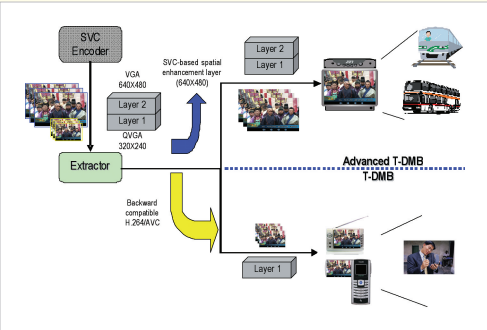 SVC
Encoder
VGA
640X480
Layer 2
Layer 1
QVGA
320X240
Extractor
SVC-based spatial
enhancement layer
(640X480)
Layer 2
Layer 1
Advanced T-DMB
T-DMB
Backward
compatible
H.264/AVC
Layer 1